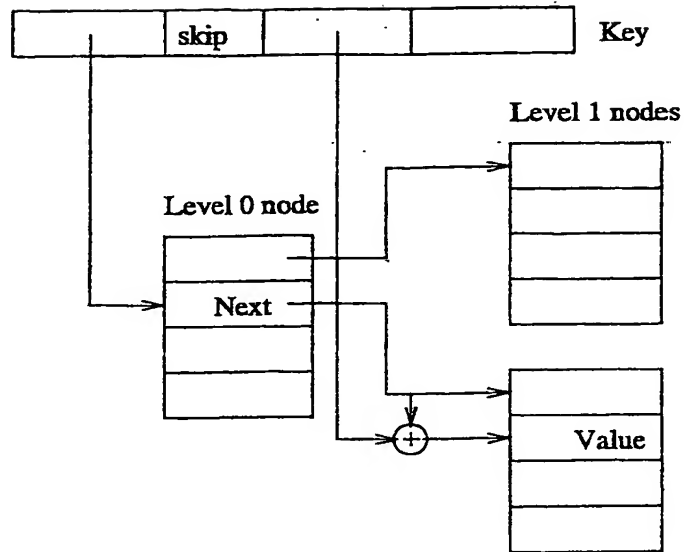 skip
Key
Level 1 nodes
Level 0 node
Next
Value